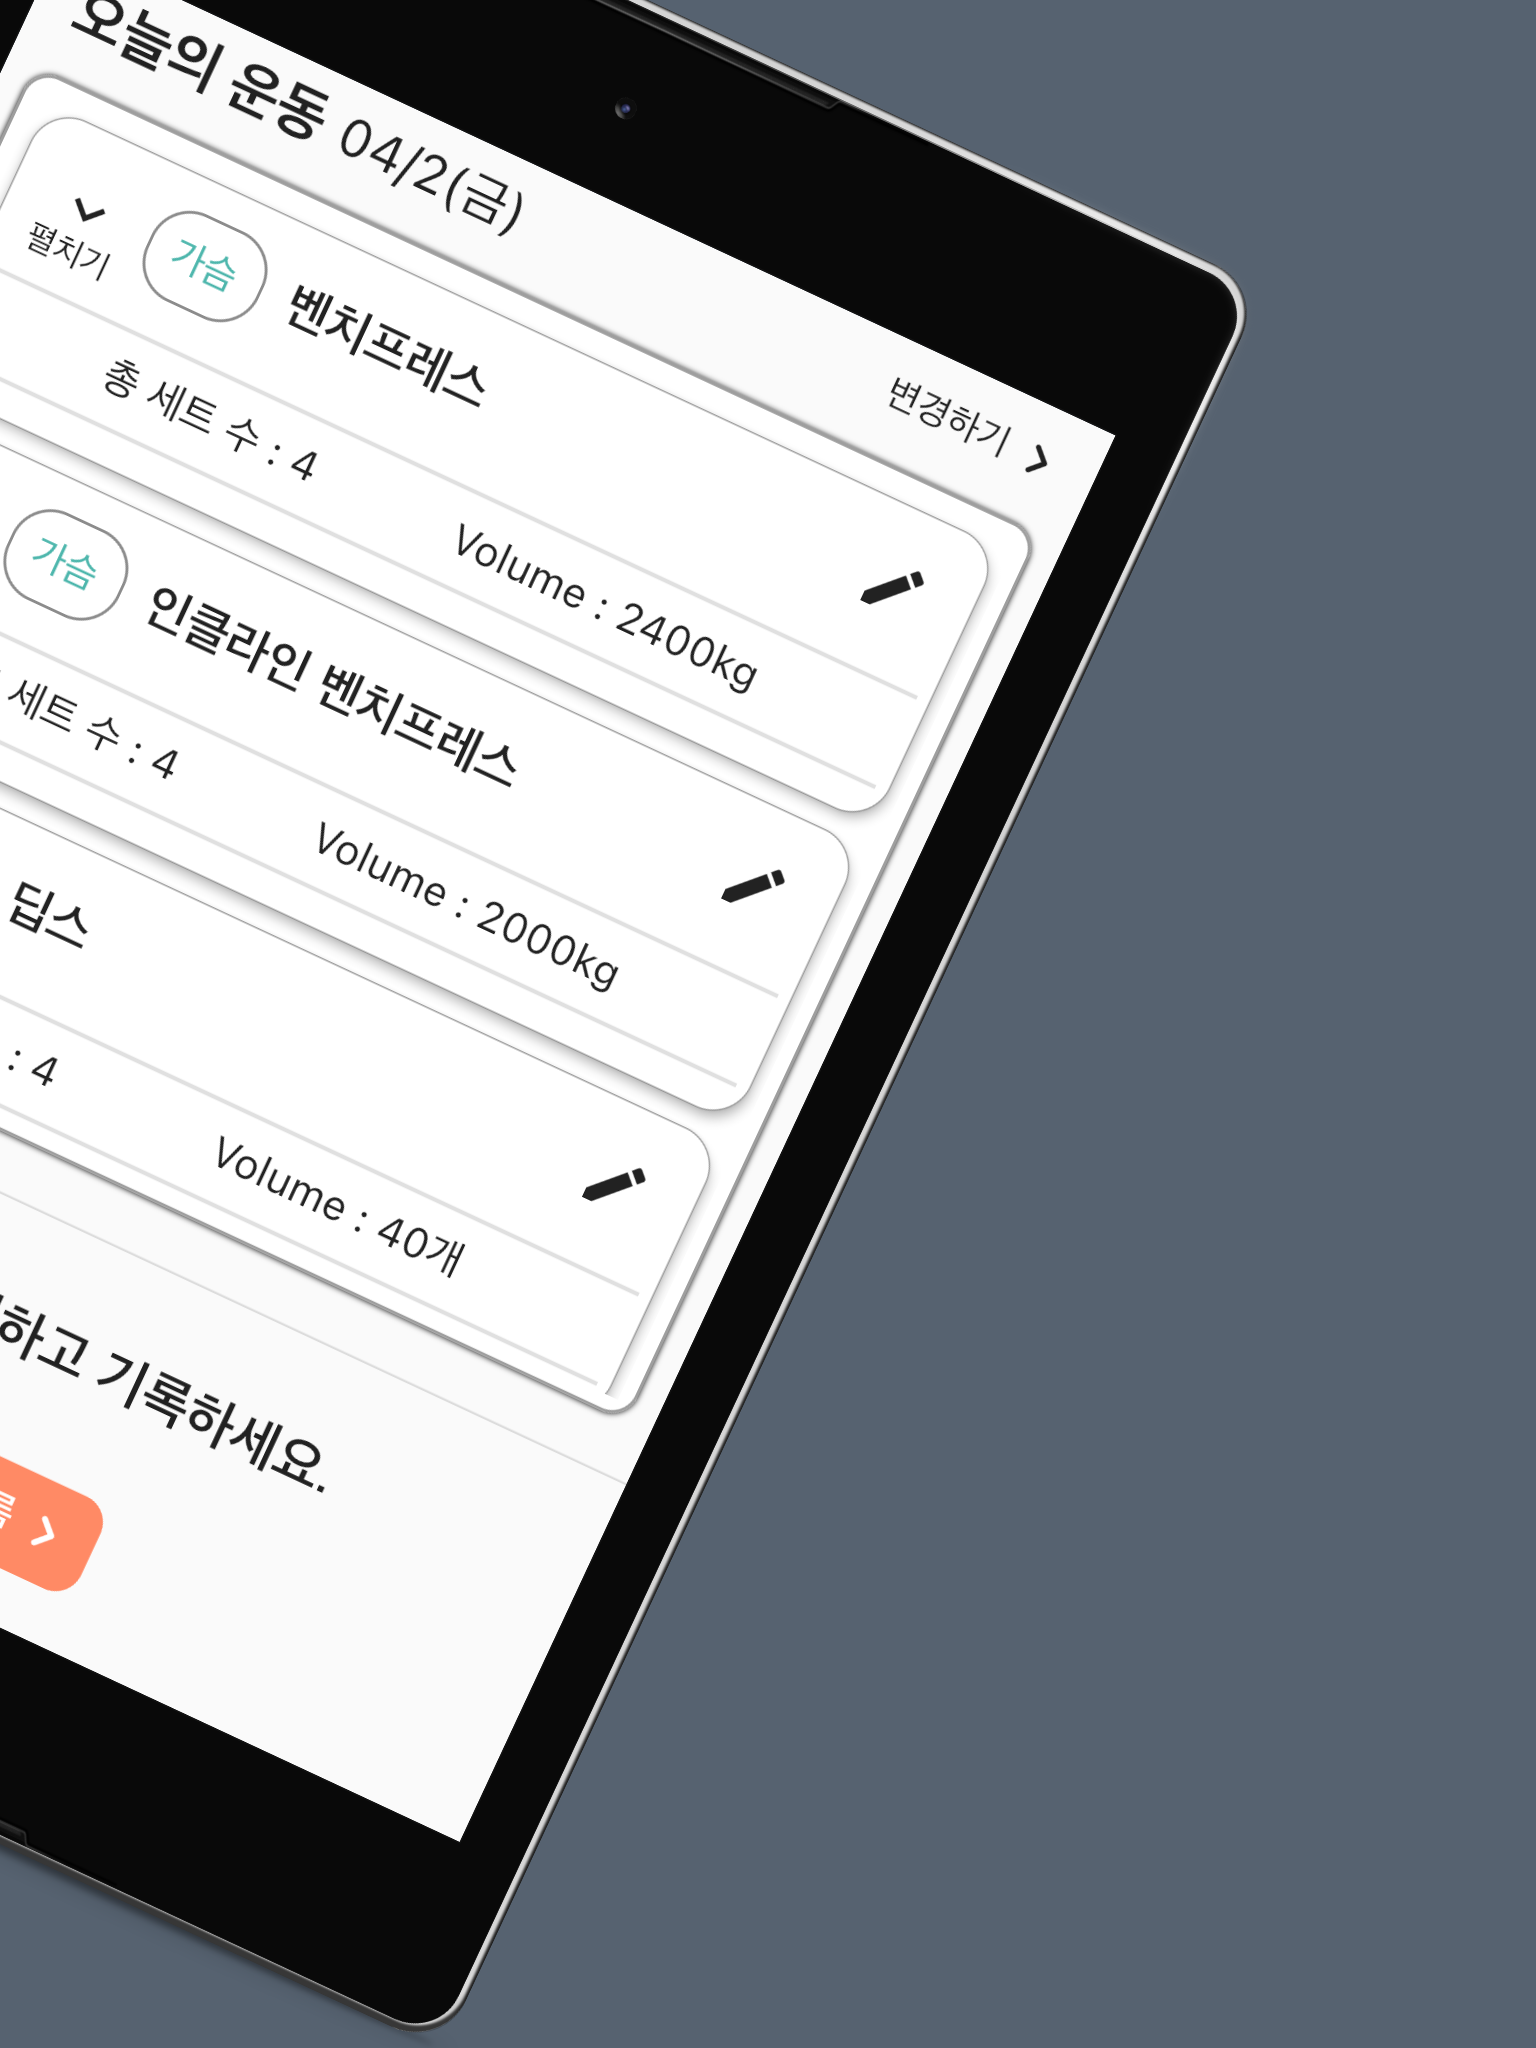 오늘의 운동 04/2(금)
변경하기
펼치기
가슴
벤치프레스
총 세트 수 : 4
Volume : 2400kg
가슴
인클라인 벤치프레스
세트 수 : 4
Volume : 2000kg
딥스
: 4
Volume : 40개
하고 기록하세요.